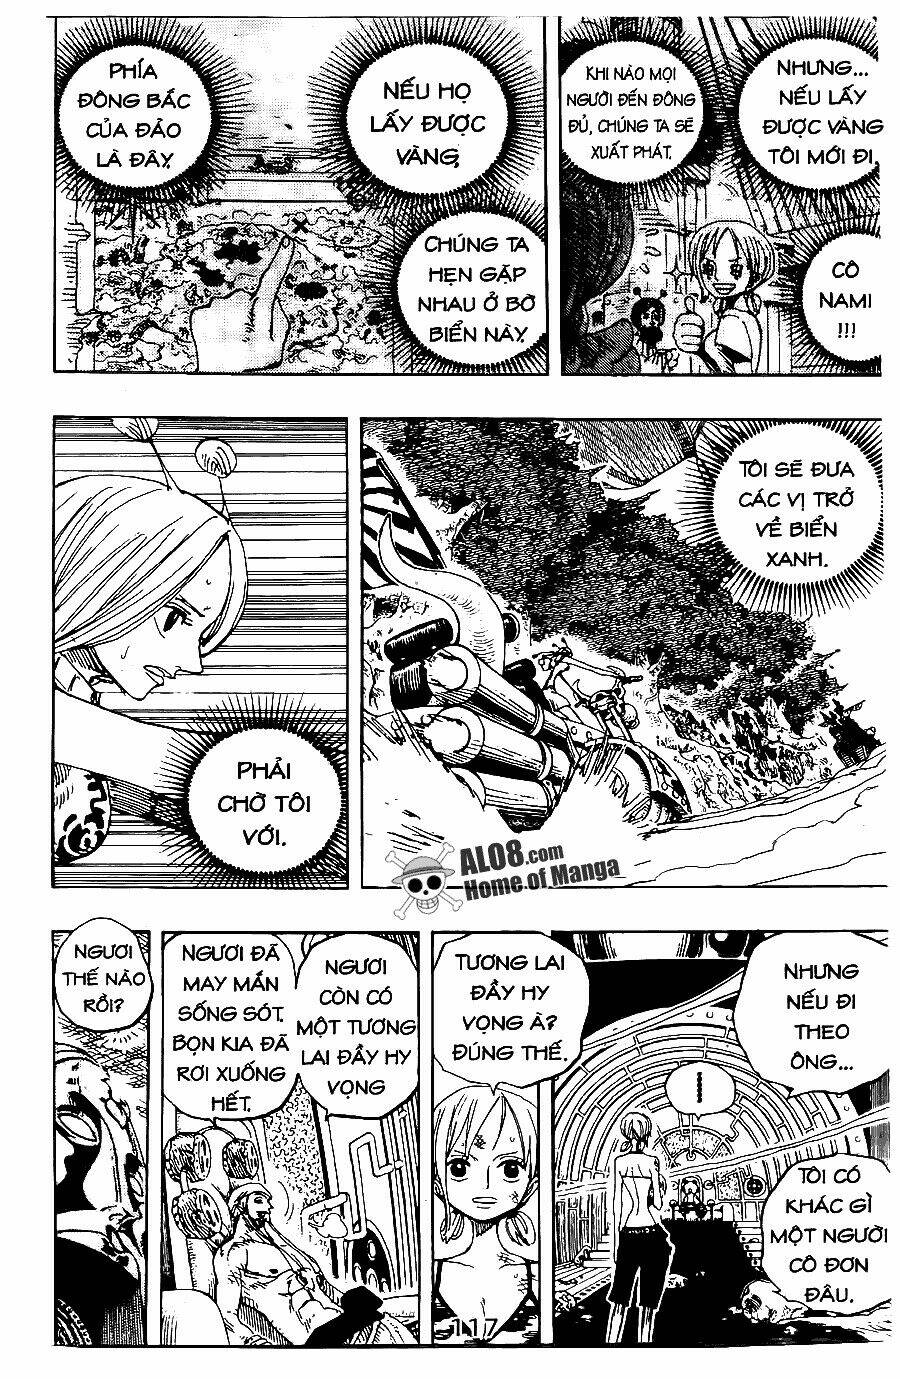 PHÍA
ĐÔNG BẮC
CỦA ĐẢO
LÀ ĐÂY.
NẾU HỌ
LẤY ĐƯỢC
VÀNG,
CHÚNG TA
HẸN GẶP
NHAU Ở BỜ
BIỂN NÀY.
KHI NÀO MỌI
NGƯỜI ĐẾN ĐÔNG
ĐỦ, CHÚNG TA SẼ
XUẤT PHÁT.
NHƯNG...
NẾU LẤY
ĐƯỢC VÀNG
TÔI MỚI ĐI.
CÔ
NAMI
!!!
PHẢI
CHỜ TÔI
VỚI.
TÔI SẼ ĐƯA
CÁC VỊ TRỞ
VỀ BIỂN
XANH.
AL08.com
Home of Manga
NGƯƠI
THẾ NÀO
RỒI?
NGƯƠI ĐÃ
MAY MẮN
SỐNG SÓT.
BỌN KIA ĐÃ
RƠI XUỐNG
HẾT.
NGƯƠI
CÒN CÓ
MỘT TƯƠNG
LAI ĐẦY HY
VỌNG
TƯƠNG LAI
ĐẦY HY
VỌNG À?
ĐÚNG THẾ.
NHƯNG
NẾU ĐI
THEO
ÔNG...
TÔI CÓ
KHÁC GÌ
MỘT NGƯỜI
CÔ ĐƠN
ĐÂU.
117